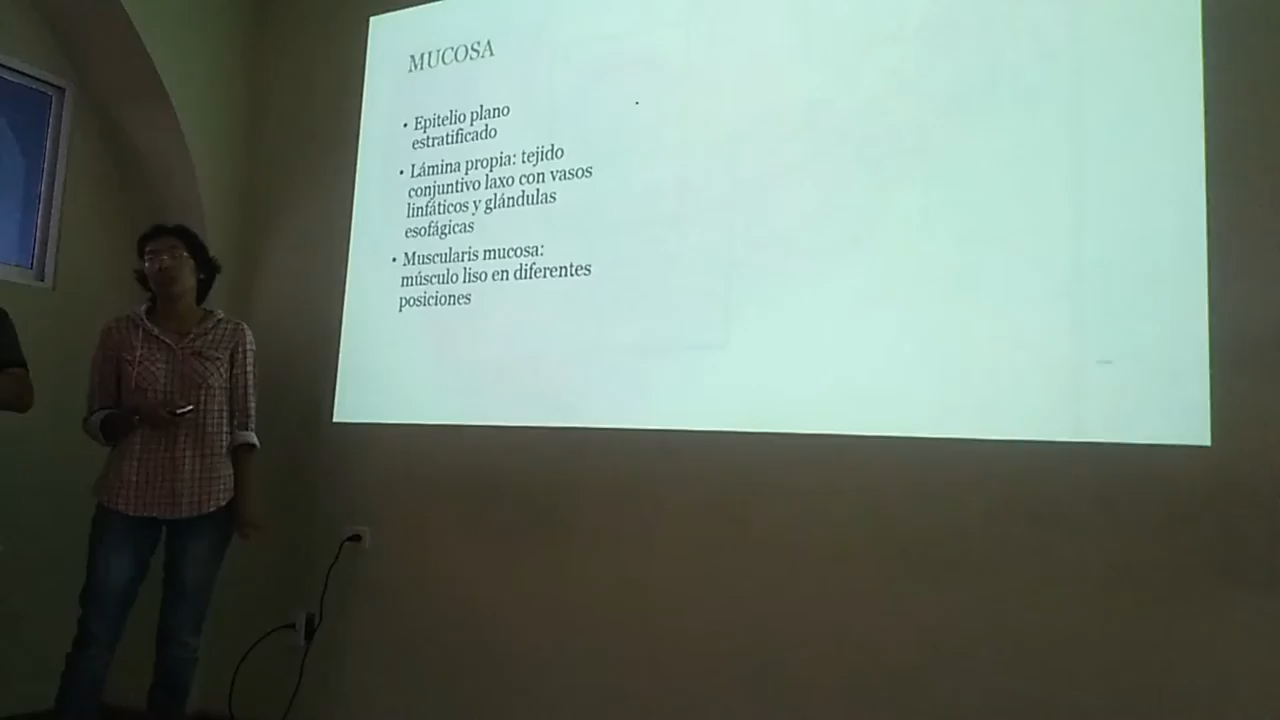 MUCOSA
• Epitelio plano
estratificado
• Lámina propia: tejido
conjuntivo laxo con vasos
linfáticos y glándulas
esofágicas
• Muscularis mucosa:
músculo liso en diferentes
posiciones